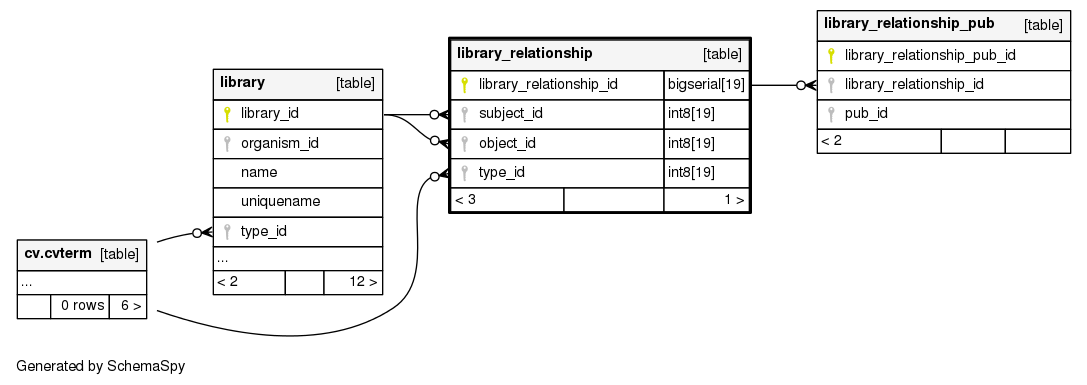 library_relationship_pub [table]
library_relationship_pub_id
library_relationship_id
pub_id
< 2
library_relationship [table]
library_relationship_id bigserial[19]
subject_id int8[19]
object_id int8[19]
type_id int8[19]
< 3 1 >
library [table]
library_id
organism_id
name
uniquename
type_id
...
< 2 12 >
cv.cvterm [table]
...
0 rows 6 >
Generated by SchemaSpy